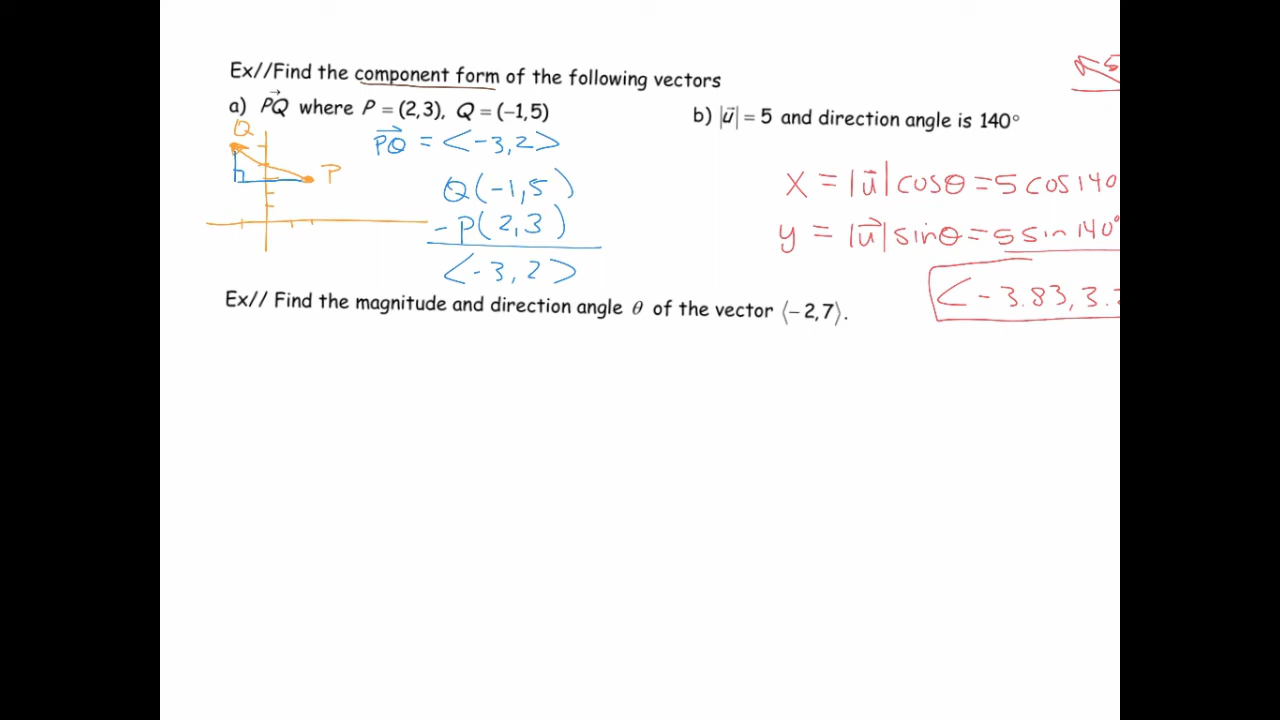 Ex//Find the component form of the following vectors
a) PQ where P = (2,3), Q = (−1,5)
b) |u| = 5 and direction angle is 140°
Q
P
PQ = <-3,2>
Q(-1,5)
-P(2,3)
<-3,2>
x = |u| cosθ = 5 cos 140
y = |u| sinθ = 5 sin 140°
<-3.83, 3.
Ex// Find the magnitude and direction angle θ of the vector ⟨−2,7⟩.